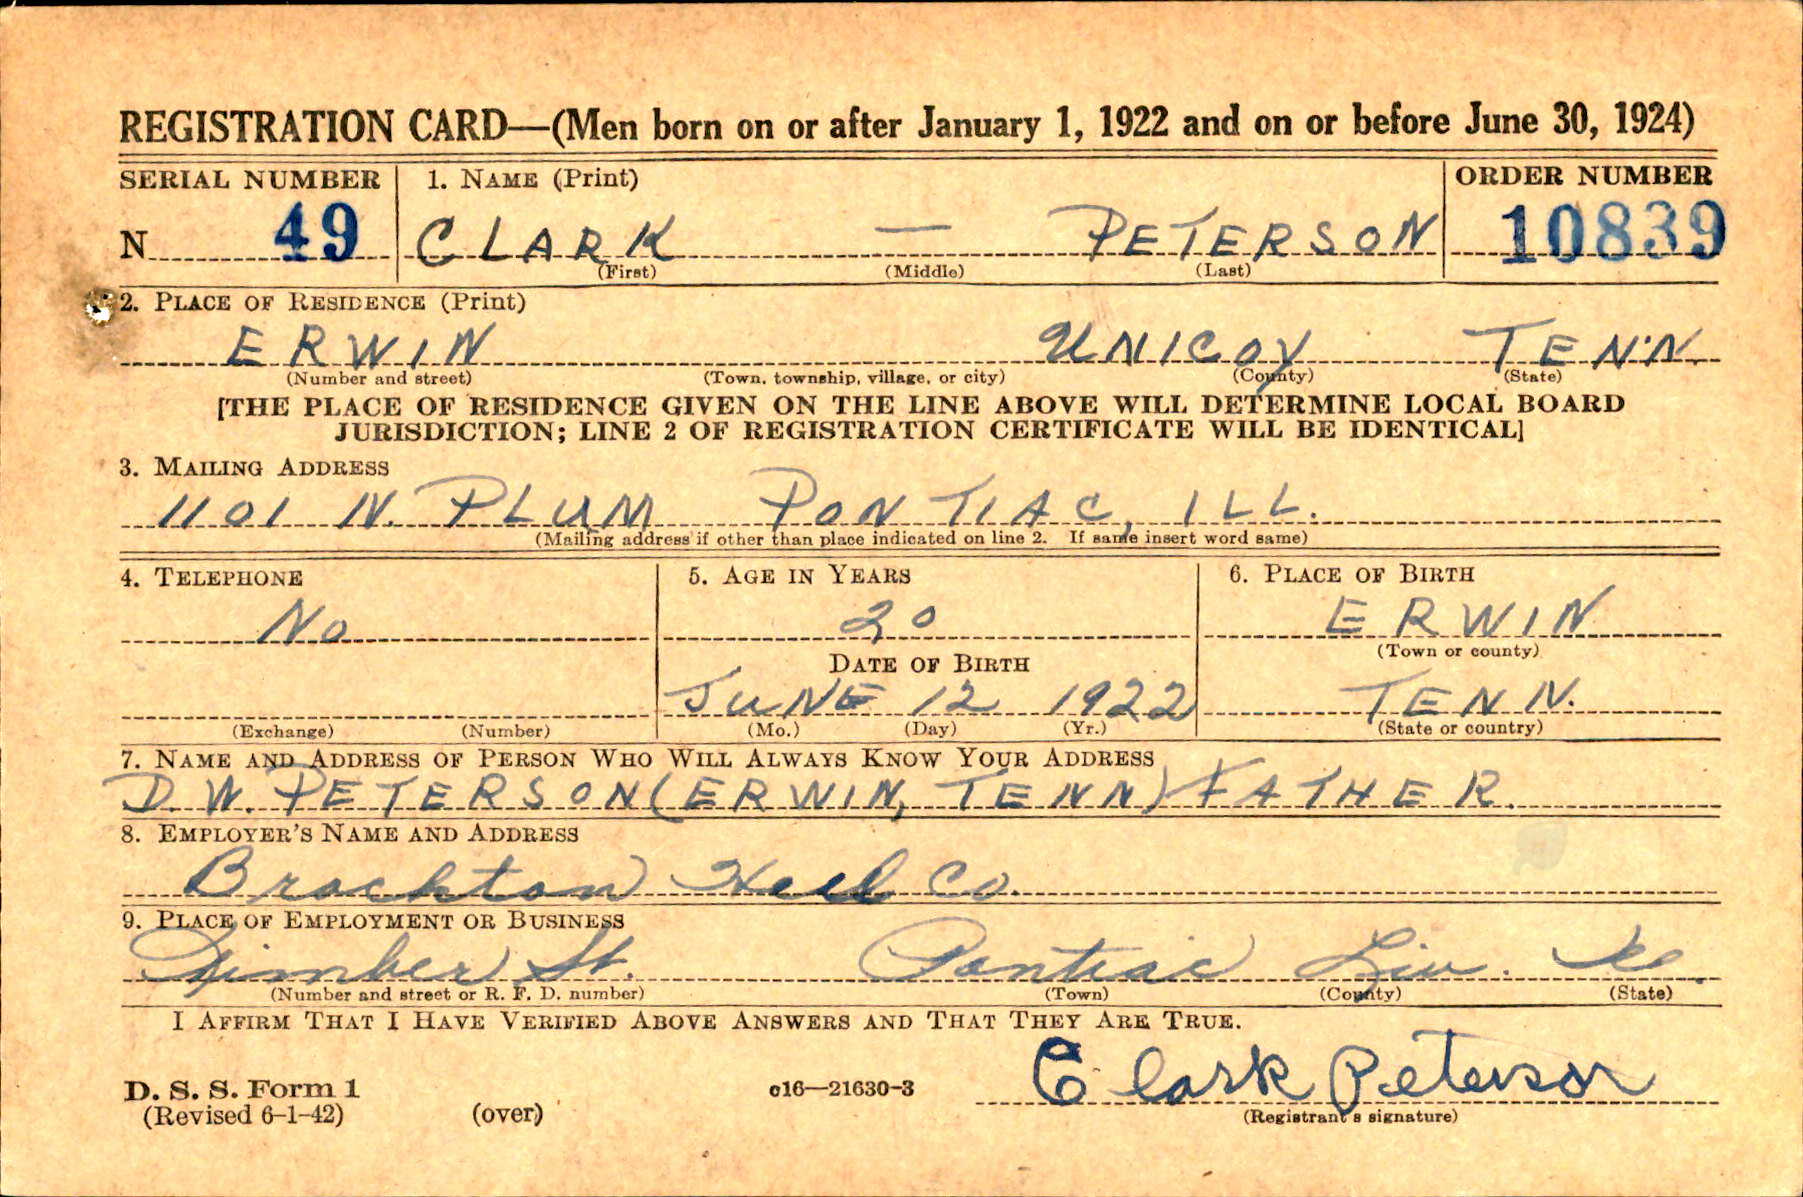 REGISTRATION CARD—(Men born on or after January 1, 1922 and on or before June 30, 1924)
SERIAL NUMBER 1. NAME (Print) ORDER NUMBER
N 49 CLARK — PETERSON 10839
(First) (Middle) (Last)
2. PLACE OF RESIDENCE (Print)
ERWIN UNICOY TENN.
(Number and street) (Town, township, village, or city) (County) (State)
[THE PLACE OF RESIDENCE GIVEN ON THE LINE ABOVE WILL DETERMINE LOCAL BOARD
JURISDICTION; LINE 2 OF REGISTRATION CERTIFICATE WILL BE IDENTICAL]
3. MAILING ADDRESS
1101 N. PLUM PONTIAC, ILL.
(Mailing address if other than place indicated on line 2. If same insert word same)
4. TELEPHONE 5. AGE IN YEARS 6. PLACE OF BIRTH
No 20 ERWIN
(Town or county)
DATE OF BIRTH
JUNE 12 1922 TENN.
(Exchange) (Number) (Mo.) (Day) (Yr.) (State or country)
7. NAME AND ADDRESS OF PERSON WHO WILL ALWAYS KNOW YOUR ADDRESS
D. W. PETERSON (ERWIN, TENN) FATHER.
8. EMPLOYER'S NAME AND ADDRESS
Brockton Heel Co.
9. PLACE OF EMPLOYMENT OR BUSINESS
St. Pontiac Liv. Ill.
(Number and street or R. F. D. number) (Town) (County) (State)
I AFFIRM THAT I HAVE VERIFIED ABOVE ANSWERS AND THAT THEY ARE TRUE.
Clark Peterson
D. S. S. Form 1 c16—21630-3
(Revised 6-1-42) (over) (Registrant's signature)